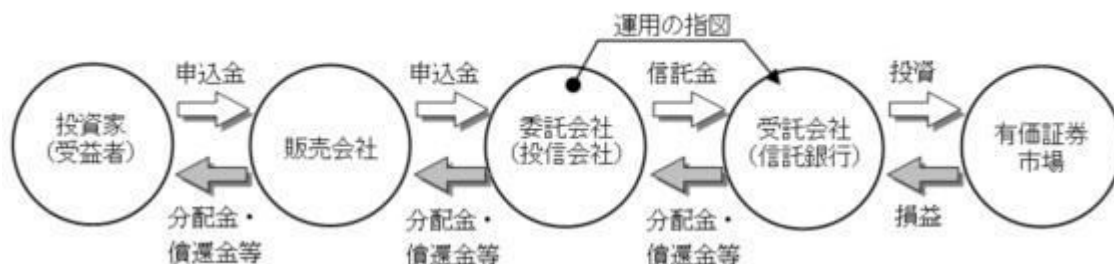 運用の指図
申込金
申込金
信託金
投資
投資家
(受益者)
販売会社
委託会社
(投信会社)
受託会社
(信託銀行)
有価証券
市場
分配金・
償還金等
分配金・
償還金等
分配金・
償還金等
損益